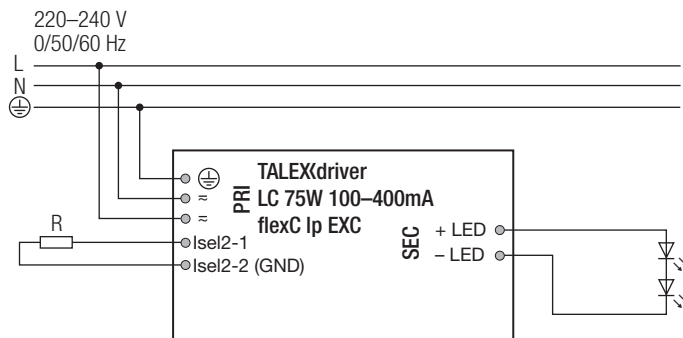 220–240 V
0/50/60 Hz
L
N
TALEXXdriver
≈
LC 75W 100–400mA
≈
flexC lp EXC
PRI
R
Isel2-1
Isel2-2 (GND)
SEC
+ LED
– LED